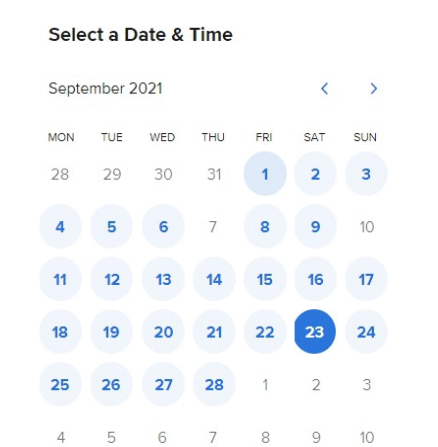 Select a Date & Time
September 2021
MON TUE WED THU FRI SAT SUN
28 29 30 31 1 2 3
4 5 6 7 8 9 10
11 12 13 14 15 16 17
18 19 20 21 22 23 24
25 26 27 28 1 2 3
4 5 6 7 8 9 10